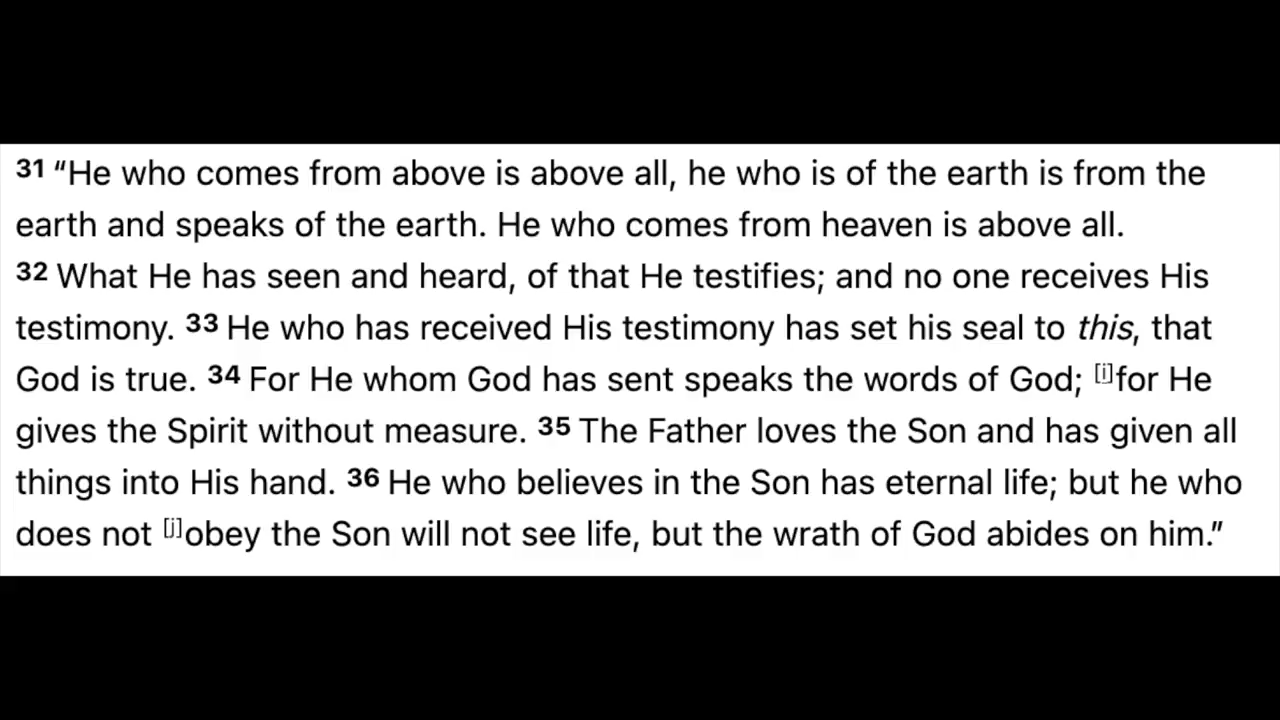 31 “He who comes from above is above all, he who is of the earth is from the
earth and speaks of the earth. He who comes from heaven is above all.
32 What He has seen and heard, of that He testifies; and no one receives His
testimony. 33 He who has received His testimony has set his seal to this, that
God is true. 34 For He whom God has sent speaks the words of God; [i]for He
gives the Spirit without measure. 35 The Father loves the Son and has given all
things into His hand. 36 He who believes in the Son has eternal life; but he who
does not [j]obey the Son will not see life, but the wrath of God abides on him.”